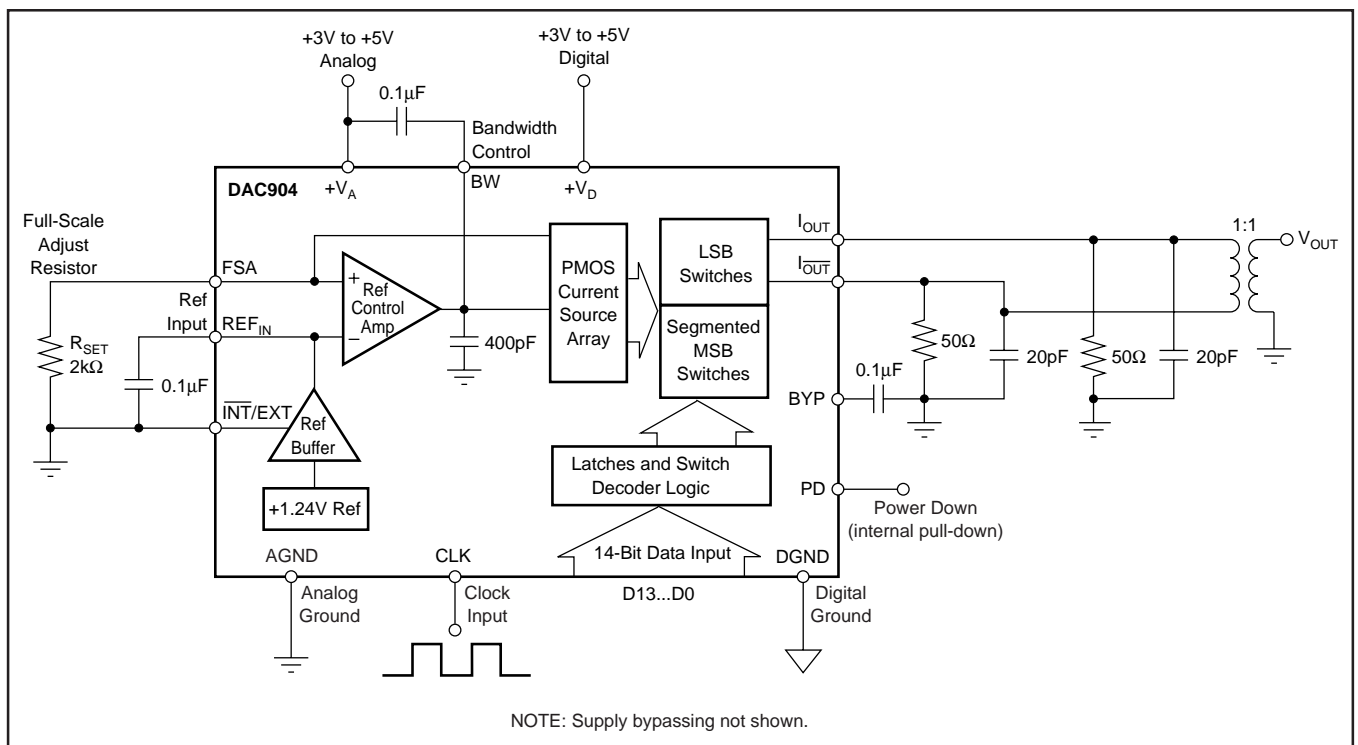 +3V to +5V
Analog
+3V to +5V
Digital
0.1µF
Bandwidth
Control
DAC904
+VA
BW
+VD
Full-Scale
Adjust
Resistor
FSA
Ref
Input
REFIN
RSET
2kΩ
0.1µF
INT/EXT
+
Ref
Control
Amp
–
400pF
Ref
Buffer
+1.24V Ref
PMOS
Current
Source
Array
LSB
Switches
Segmented
MSB
Switches
Latches and Switch
Decoder Logic
14-Bit Data Input
IOUT
IOUT
BYP
0.1µF
50Ω
20pF
50Ω
20pF
1:1
VOUT
PD
Power Down
(internal pull-down)
AGND
Analog
Ground
CLK
Clock
Input
D13...D0
DGND
Digital
Ground
NOTE: Supply bypassing not shown.